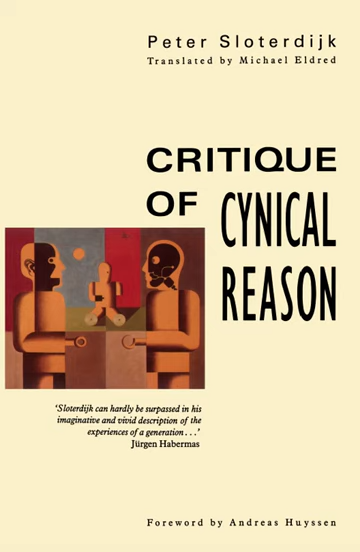 Peter Sloterdijk
Translated by Michael Eldred
CRITIQUE
OF CYNICAL
REASON
'Sloterdijk can hardly be surpassed in his
imaginative and vivid description of the
experiences of a generation . . .'
Jürgen Habermas
Foreword by Andreas Huyssen